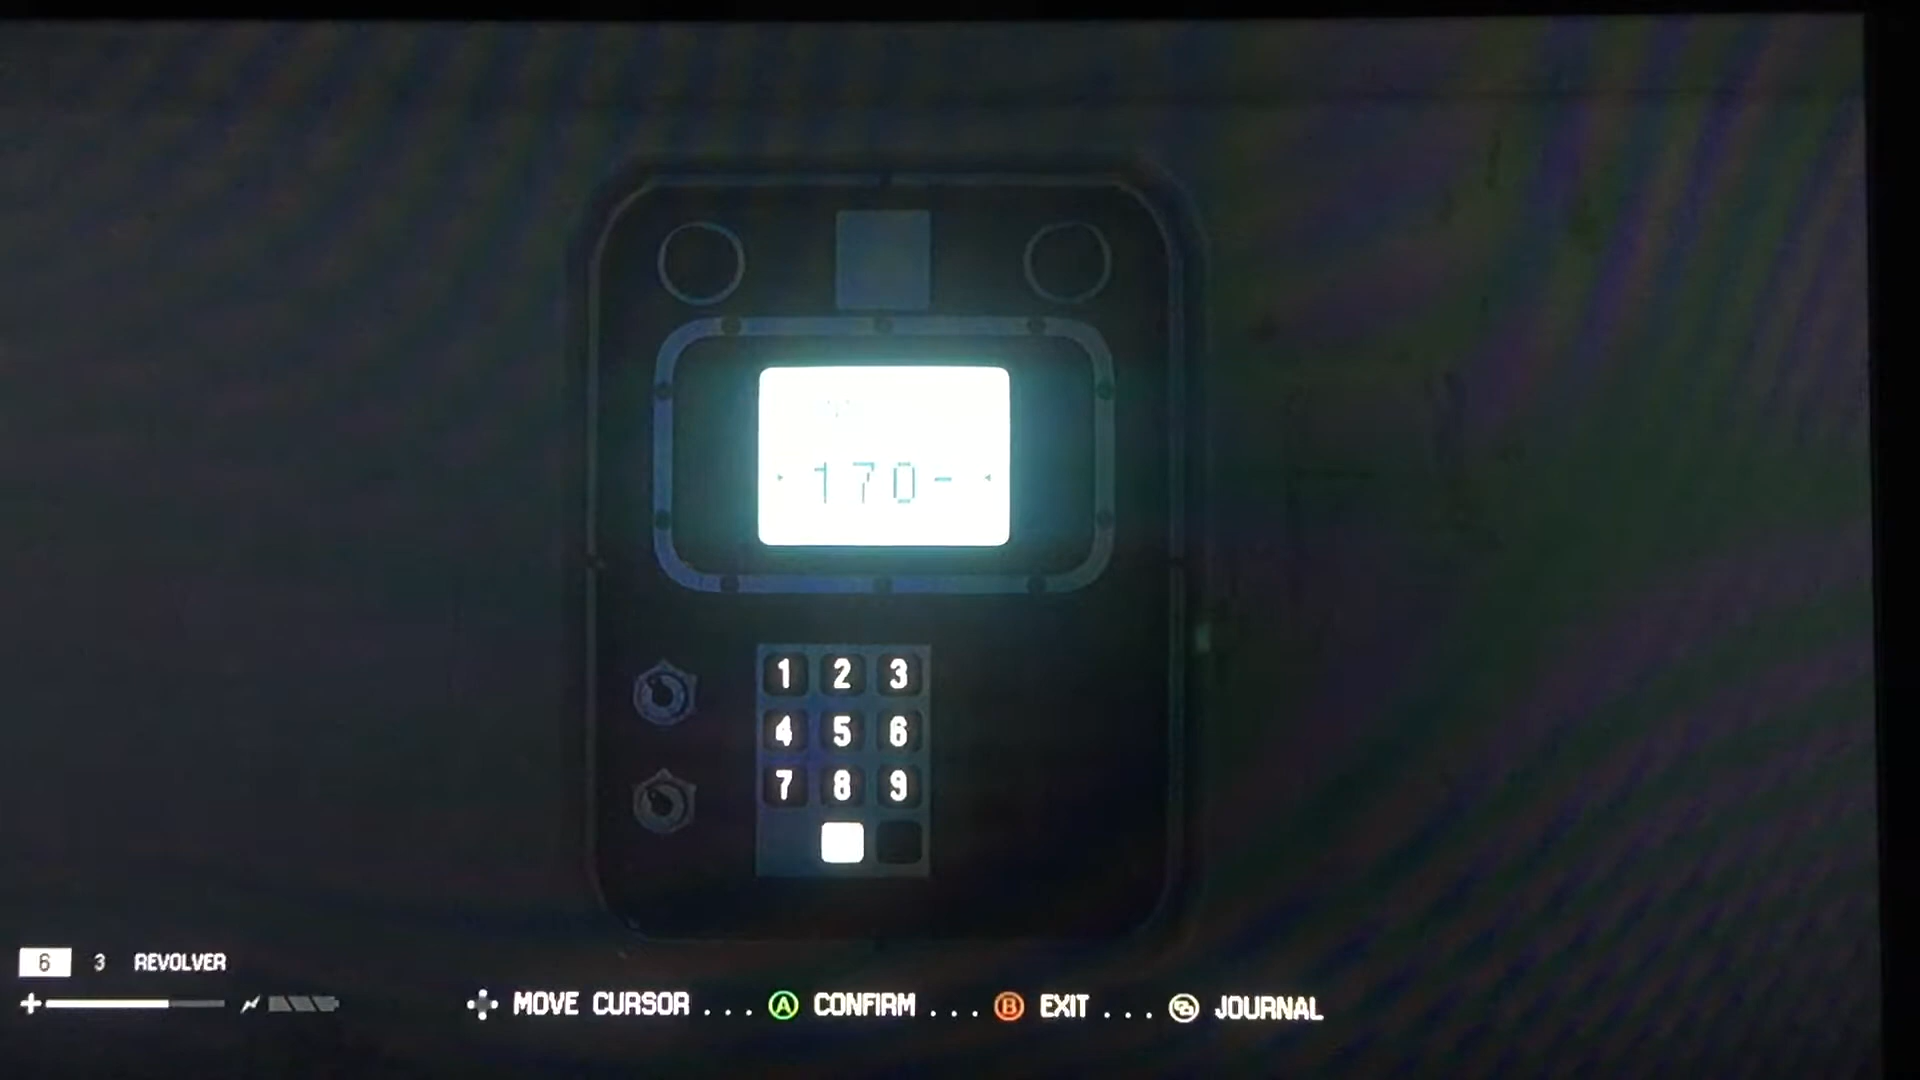 170-
1 2 3
4 5 6
7 8 9
6 3 REVOLVER
MOVE CURSOR ... A CONFIRM ... B EXIT ... JOURNAL